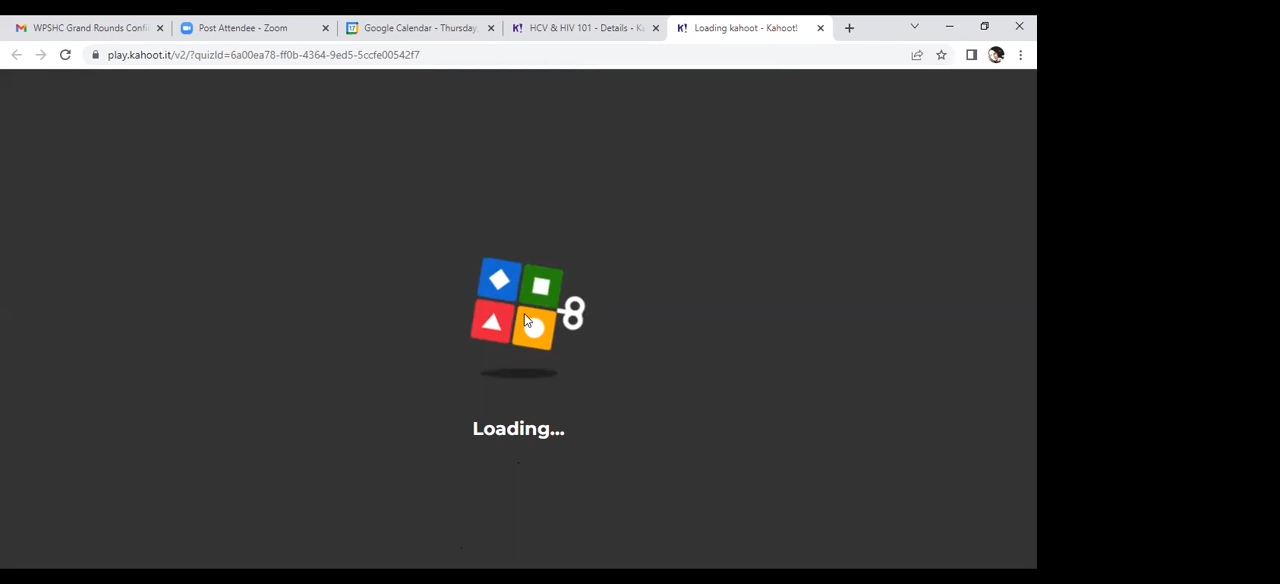 WPSHC Grand Rounds Confi
Post Attendee - Zoom
Google Calendar - Thursday,
K! HCV & HIV 101 - Details - Ka
K! Loading kahoot - Kahoot!
play.kahoot.it/v2/?quizId=6a00ea78-ff0b-4364-9ed5-5ccfe00542f7
Loading...